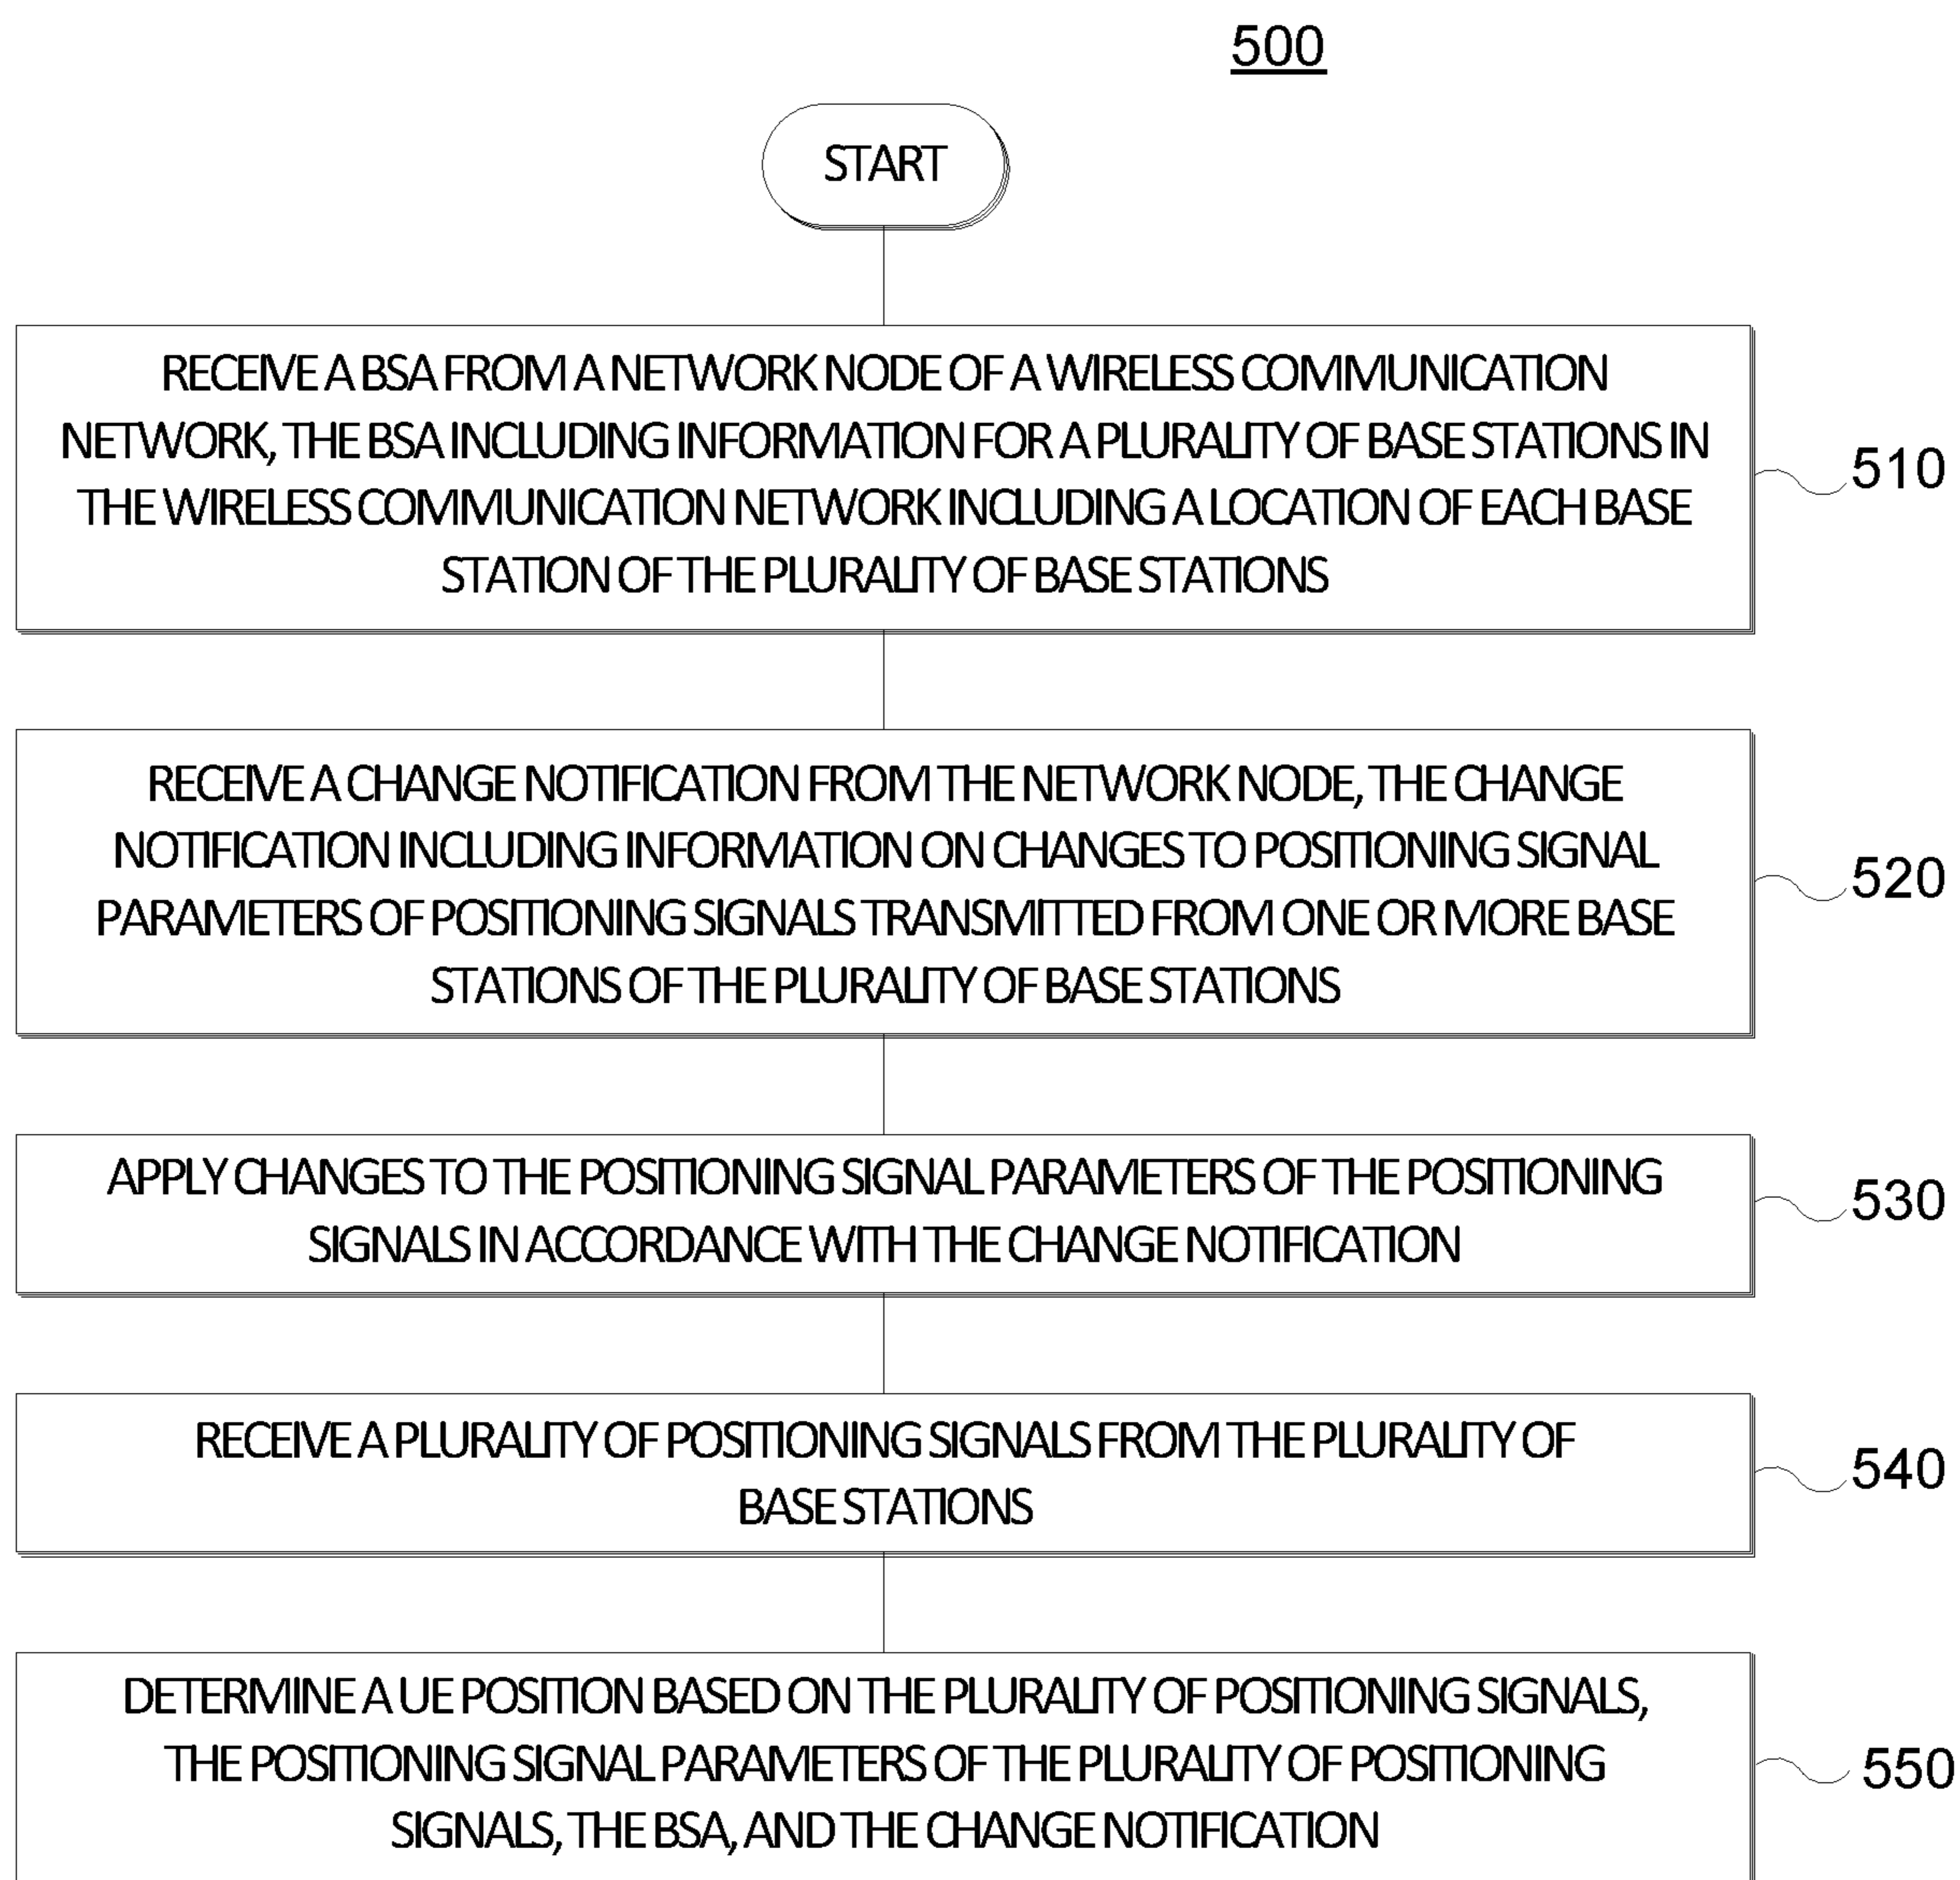 500
START
RECEIVE A BSA FROM A NETWORK NODE OF A WIRELESS COMMUNICATION
NETWORK, THE BSA INCLUDING INFORMATION FOR A PLURALITY OF BASE STATIONS IN
THE WIRELESS COMMUNICATION NETWORK INCLUDING A LOCATION OF EACH BASE
STATION OF THE PLURALITY OF BASE STATIONS
510
RECEIVE A CHANGE NOTIFICATION FROM THE NETWORK NODE, THE CHANGE
NOTIFICATION INCLUDING INFORMATION ON CHANGES TO POSITIONING SIGNAL
PARAMETERS OF POSITIONING SIGNALS TRANSMITTED FROM ONE OR MORE BASE
STATIONS OF THE PLURALITY OF BASE STATIONS
520
APPLY CHANGES TO THE POSITIONING SIGNAL PARAMETERS OF THE POSITIONING
SIGNALS IN ACCORDANCE WITH THE CHANGE NOTIFICATION
530
RECEIVE A PLURALITY OF POSITIONING SIGNALS FROM THE PLURALITY OF
BASE STATIONS
540
DETERMINE A UE POSITION BASED ON THE PLURALITY OF POSITIONING SIGNALS,
THE POSITIONING SIGNAL PARAMETERS OF THE PLURALITY OF POSITIONING
SIGNALS, THE BSA, AND THE CHANGE NOTIFICATION
550